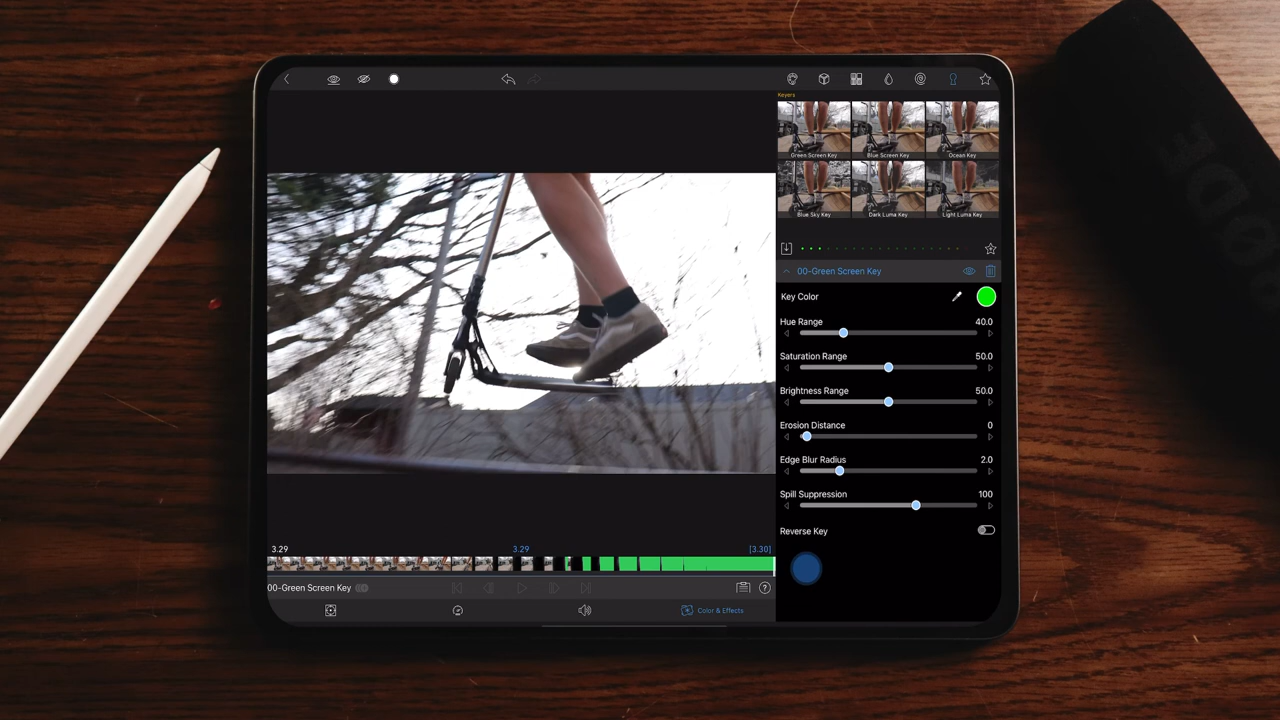 Keyers
Green Screen Key
Blue Screen Key
Ocean Key
Blue Sky Key
Dark Luma Key
Light Luma Key
00-Green Screen Key
Key Color
Hue Range 40.0
Saturation Range 50.0
Brightness Range 50.0
Erosion Distance 0
Edge Blur Radius 2.0
Spill Suppression 100
Reverse Key
3.29 3.29 [3.30]
00-Green Screen Key
?
Color & Effects